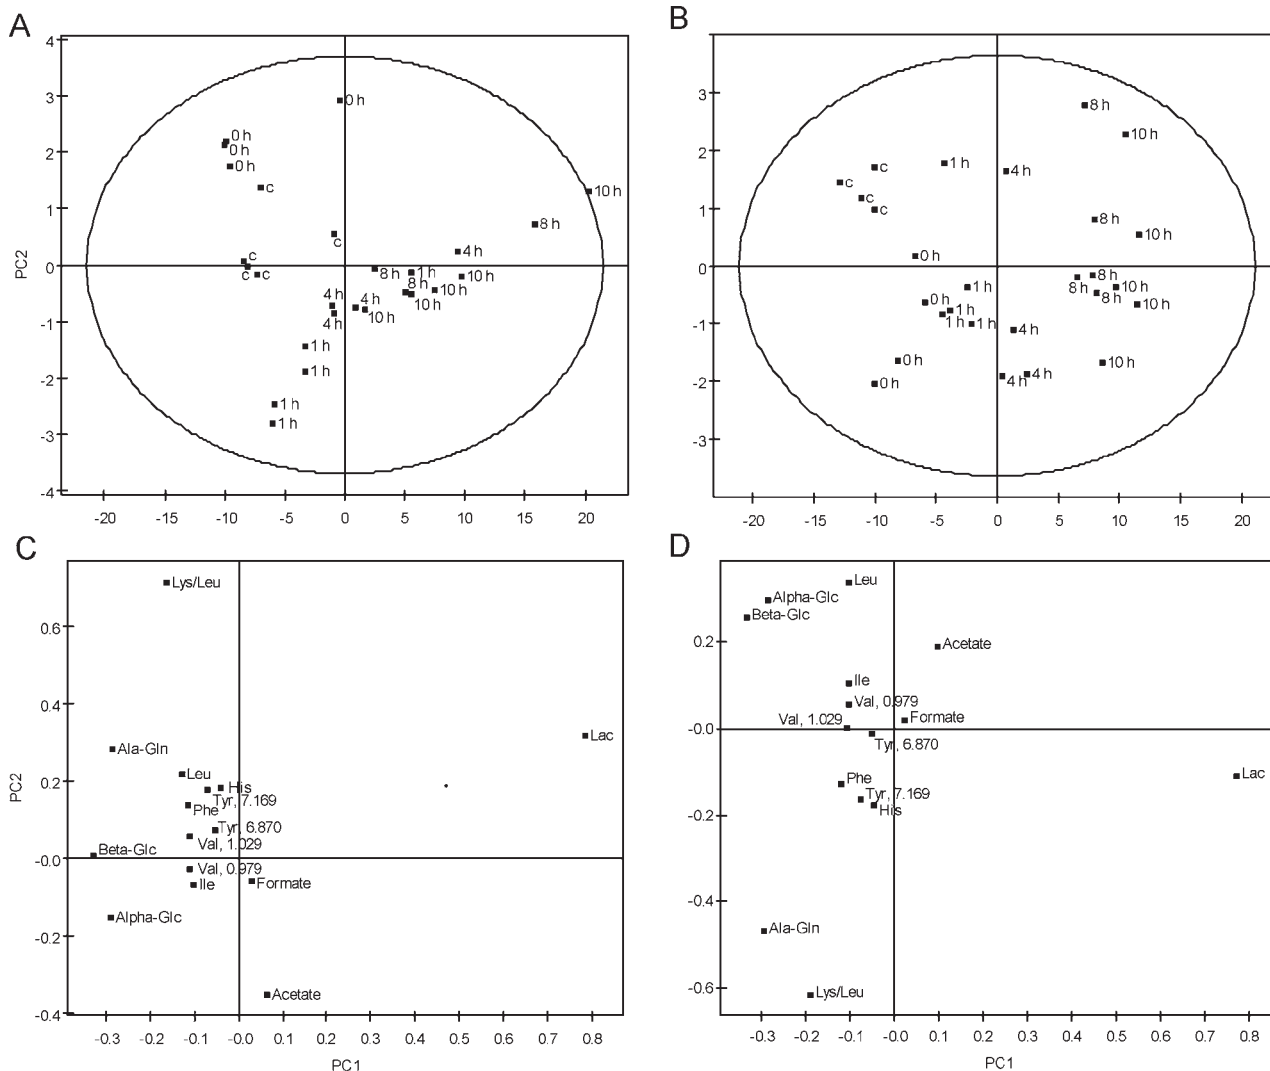 A
B
4
3
2
1
0
-1
-2
-3
-4
PC2
0 h
0 h
0 h
0 h
c
c
c
c
c
10 h
8 h
4 h
8 h
1 h
10 h
8 h
10 h
10 h
4 h
4 h
4 h
10 h
1 h
1 h
1 h
1 h
-20
-15
-10
-5
0
5
10
15
20
3
2
1
0
-1
-2
-3
8 h
10 h
1 h
4 h
c
c
c
c
8 h
10 h
0 h
8 h
8 h
8 h
10 h
10 h
1 h
0 h
1 h
1 h
1 h
4 h
0 h
0 h
4 h
4 h
10 h
-20
-15
-10
-5
0
5
10
15
20
C
D
0.6
0.4
0.2
-0.0
-0.2
-0.4
PC2
Lys/Leu
Lac
Ala-Gln
Leu
His
Tyr, 7.169
Phe
Tyr, 6.870
Val, 1.029
Beta-Glc
Val, 0.979
Ile
Formate
Alpha-Glc
Acetate
-0.3
-0.2
-0.1
-0.0
0.1
0.2
0.3
0.4
0.5
0.6
0.7
0.8
PC1
0.2
-0.0
-0.2
-0.4
-0.6
Leu
Alpha-Glc
Beta-Glc
Acetate
Ile
Val, 0.979
Val, 1.029
Formate
Tyr, 6.870
Phe
Lac
Tyr, 7.169
His
Ala-Gln
Lys/Leu
-0.3
-0.2
-0.1
-0.0
0.1
0.2
0.3
0.4
0.5
0.6
0.7
0.8
PC1